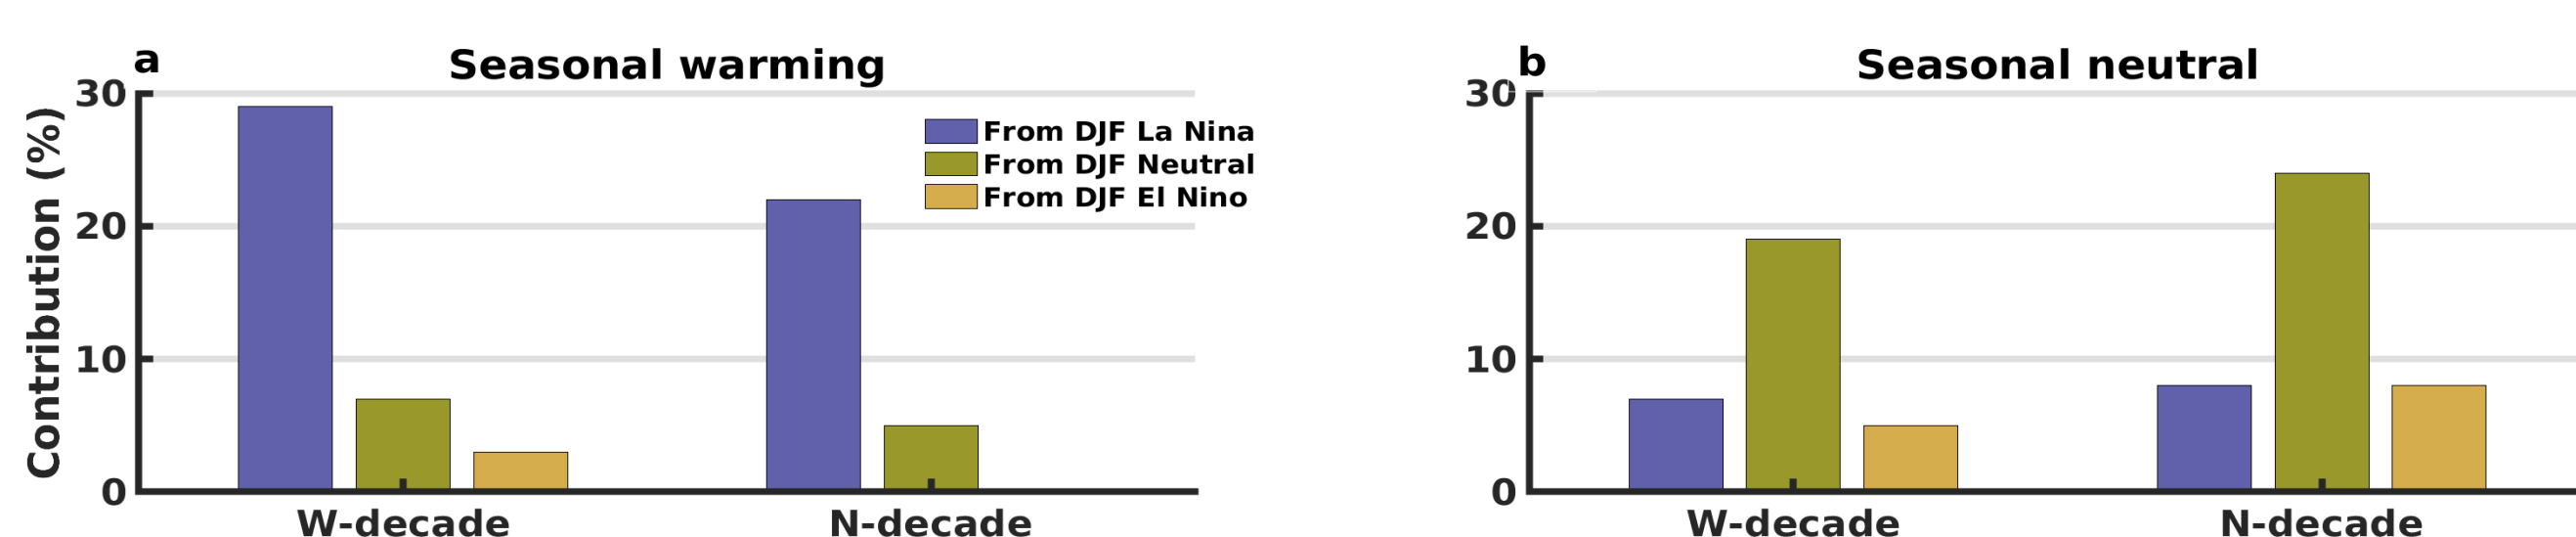 a
Seasonal warming
Contribution (%)
30
20
10
0
From DJF La Nina
From DJF Neutral
From DJF El Nino
W-decade
N-decade
b
Seasonal neutral
30
20
10
0
W-decade
N-decade